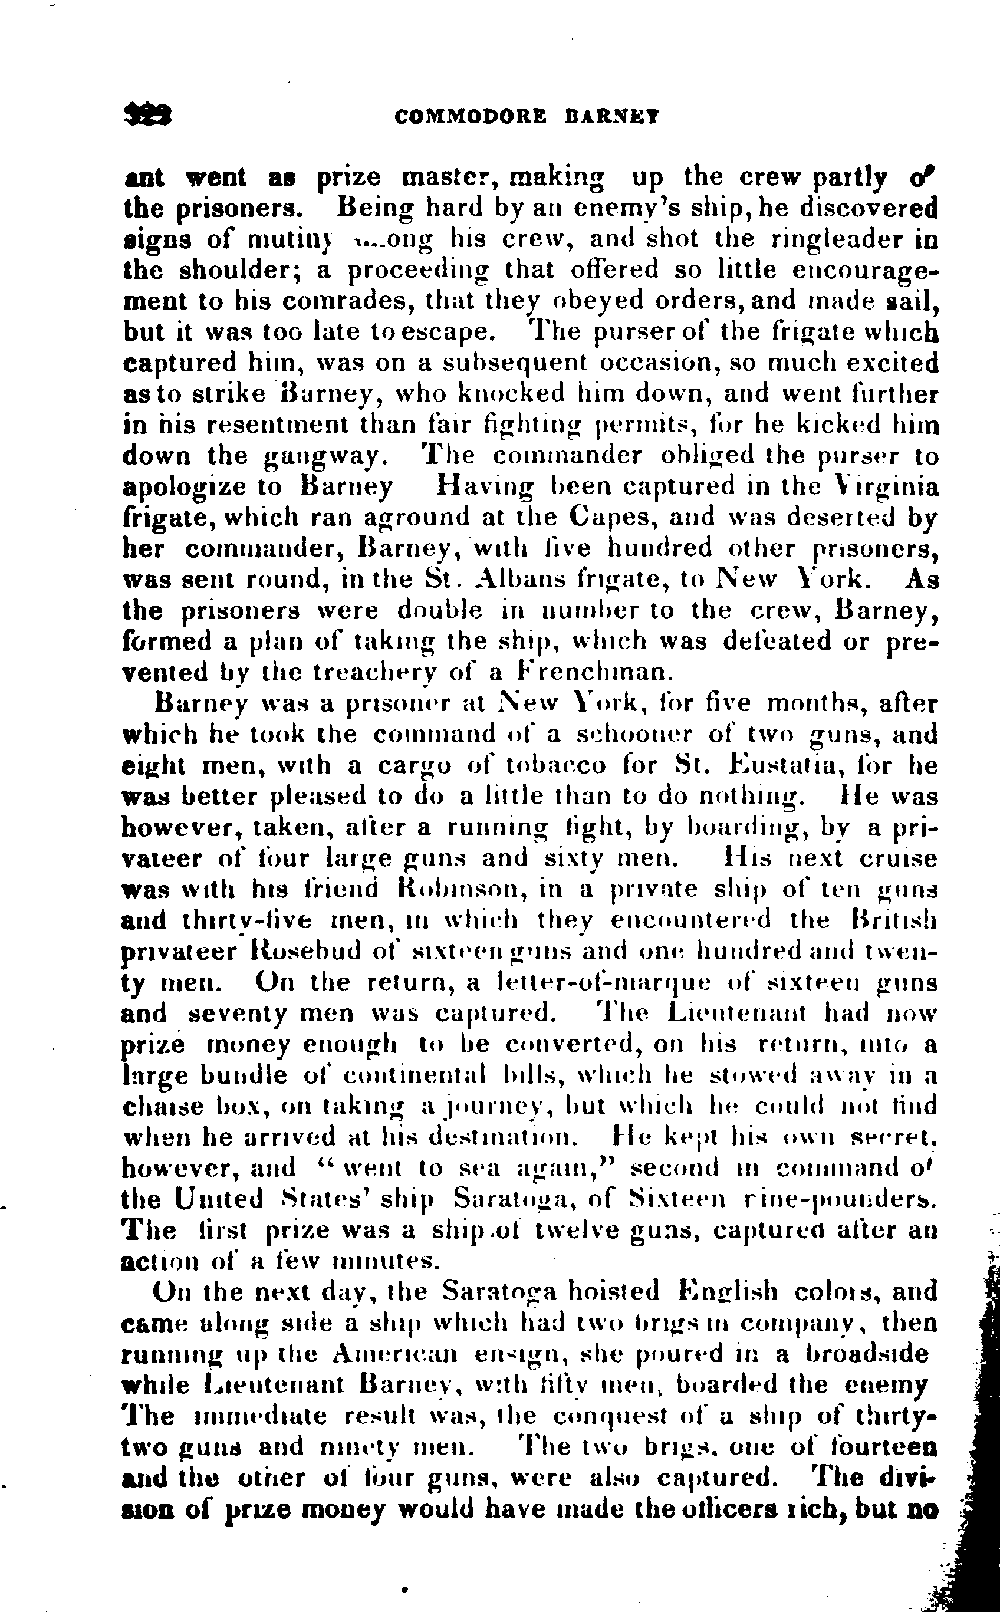 322 COMMODORE BARNEY
ant went as prize master, making up the crew partly of
the prisoners. Being hard by an enemy's ship, he discovered
signs of mutiny among his crew, and shot the ringleader in
the shoulder; a proceeding that offered so little encourage-
ment to his comrades, that they obeyed orders, and made sail,
but it was too late to escape. The purser of the frigate which
captured him, was on a subsequent occasion, so much excited
as to strike Barney, who knocked him down, and went further
in his resentment than fair fighting permits, for he kicked him
down the gangway. The commander obliged the purser to
apologize to Barney Having been captured in the Virginia
frigate, which ran aground at the Capes, and was deserted by
her commander, Barney, with five hundred other prisoners,
was sent round, in the St. Albans frigate, to New York. As
the prisoners were double in number to the crew, Barney,
formed a plan of taking the ship, which was defeated or pre-
vented by the treachery of a Frenchman.
Barney was a prisoner at New York, for five months, after
which he took the command of a schooner of two guns, and
eight men, with a cargo of tobacco for St. Eustatia, for he
was better pleased to do a little than to do nothing. He was
however, taken, after a running fight, by boarding, by a pri-
vateer of four large guns and sixty men. His next cruise
was with his friend Robinson, in a private ship of ten guns
and thirty-five men, in which they encountered the British
privateer Rosebud of sixteen guns and one hundred and twen-
ty men. On the return, a letter-of-marque of sixteen guns
and seventy men was captured. The Lieutenant had now
prize money enough to be converted, on his return, into a
large bundle of continental bills, which he stowed away in a
chaise box, on taking a journey, but which he could not find
when he arrived at his destination. He kept his own secret.
however, and "went to sea again," second in command of
the United States' ship Saratoga, of Sixteen nine-pounders.
The first prize was a ship of twelve guns, captured after an
action of a few minutes.
On the next day, the Saratoga hoisted English colors, and
came along side a ship which had two brigs in company, then
running up the American ensign, she poured in a broadside
while Lieutenant Barney, with fifty men, boarded the enemy
The immediate result was, the conquest of a ship of thirty-
two guns and ninety men. The two brigs, one of fourteen
and the other of four guns, were also captured. The divi-
sion of prize money would have made the officers rich, but no